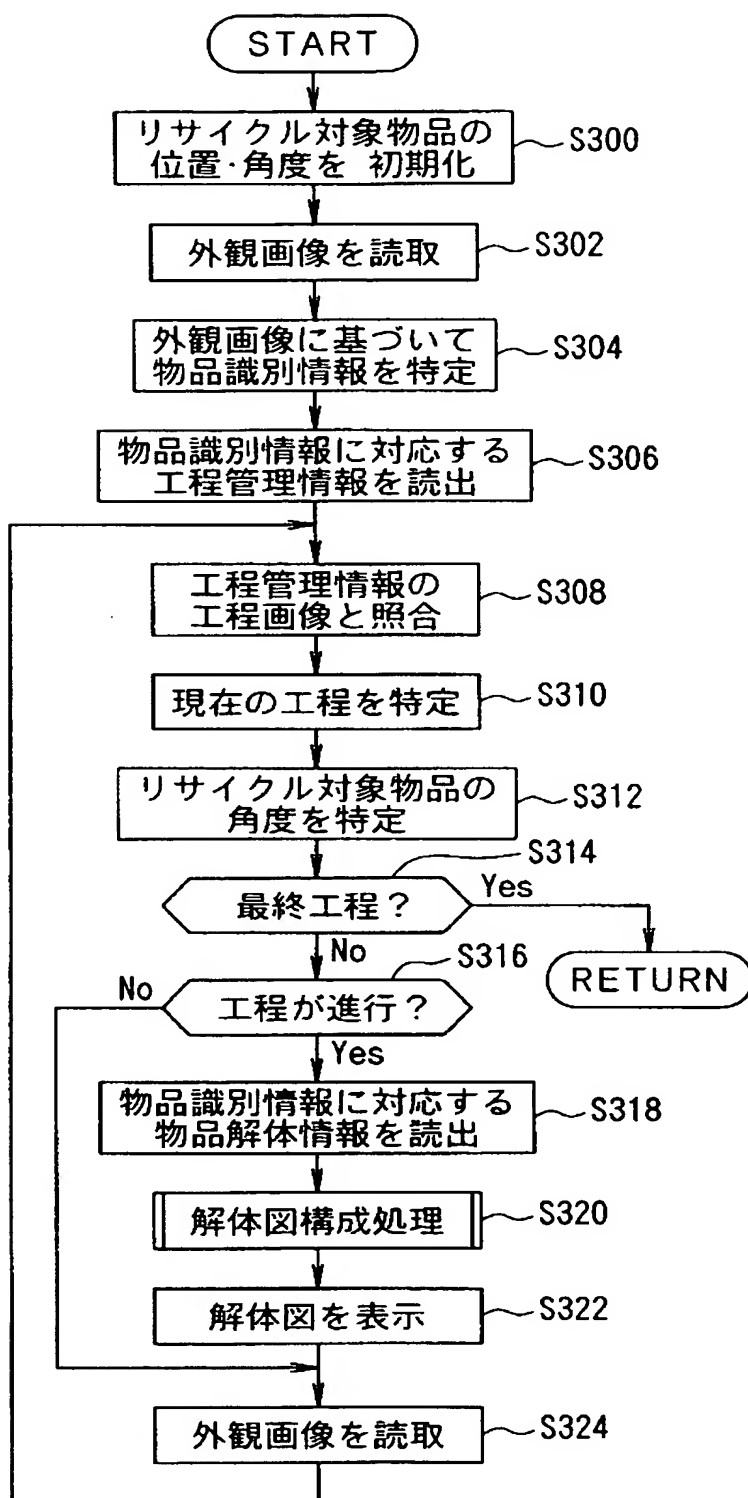 START
リサイクル対象物品の
位置・角度を 初期化
S300
外観画像を読取
S302
外観画像に基づいて
物品識別情報を特定
S304
物品識別情報に対応する
工程管理情報を読出
S306
工程管理情報の
工程画像と照合
S308
現在の工程を特定
S310
リサイクル対象物品の
角度を特定
S312
S314
最終工程?
Yes
No
RETURN
S316
No
工程が進行?
Yes
物品識別情報に対応する
物品解体情報を読出
S318
解体図構成処理
S320
解体図を表示
S322
外観画像を読取
S324